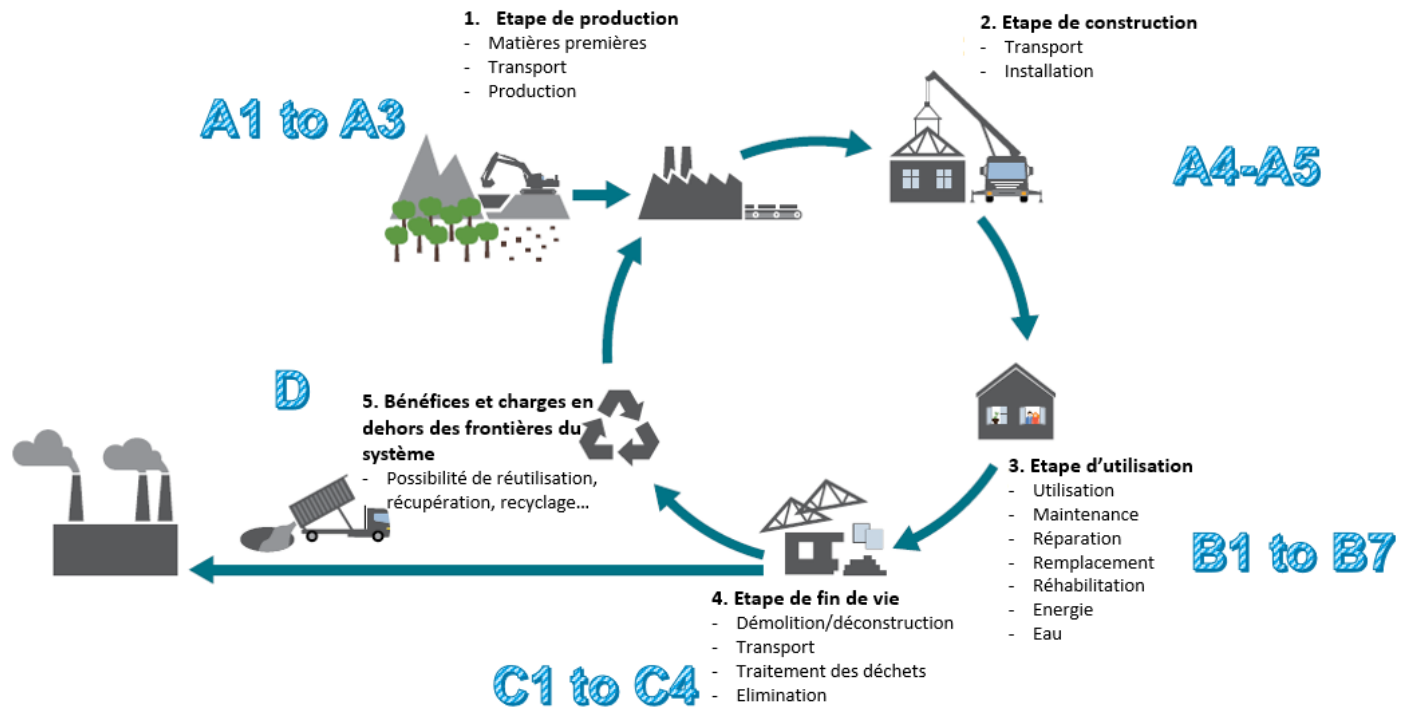 1. Etape de production
- Matières premières
- Transport
- Production
A1 to A3
2. Etape de construction
- Transport
- Installation
A4-A5
3. Etape d’utilisation
- Utilisation
- Maintenance
- Réparation
- Remplacement
- Réhabilitation
- Energie
- Eau
B1 to B7
4. Etape de fin de vie
- Démolition/déconstruction
- Transport
- Traitement des déchets
- Elimination
C1 to C4
D
5. Bénéfices et charges en
dehors des frontières du
système
- Possibilité de réutilisation,
récupération, recyclage...